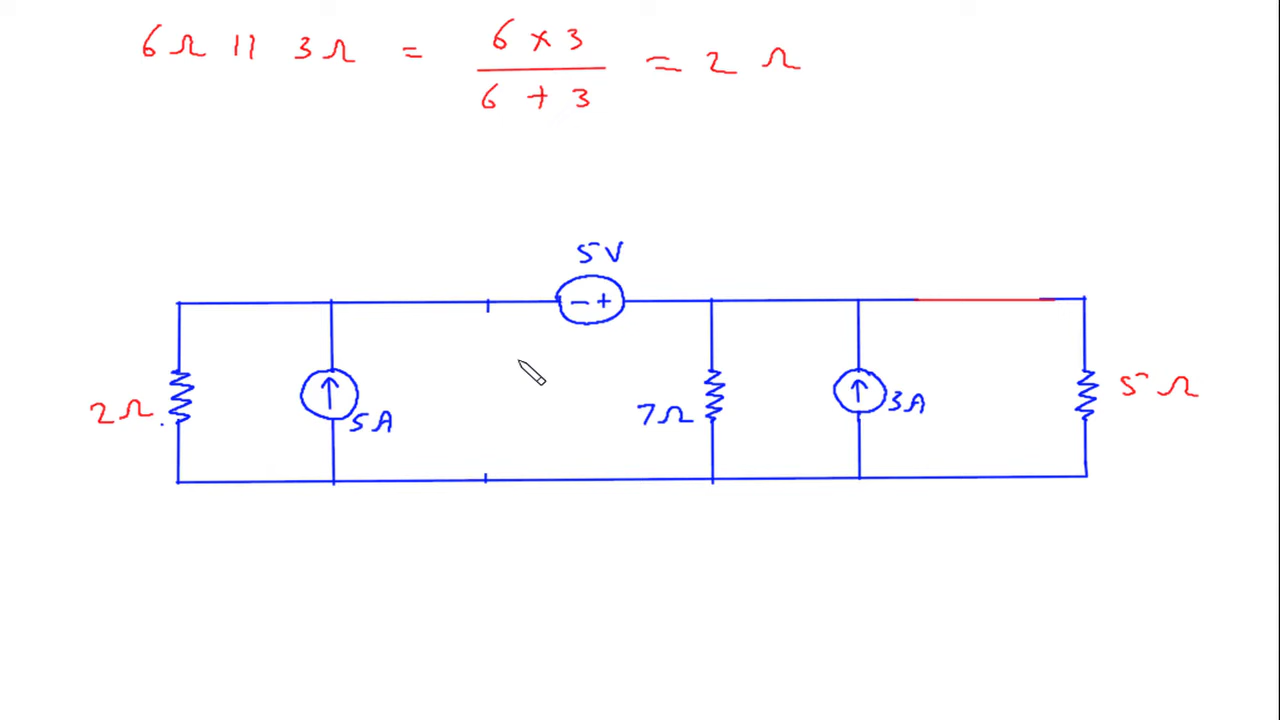 6Ω || 3Ω = 6 × 3 / 6 + 3 = 2 Ω
5V
− +
2Ω
5A
7Ω
3A
5Ω